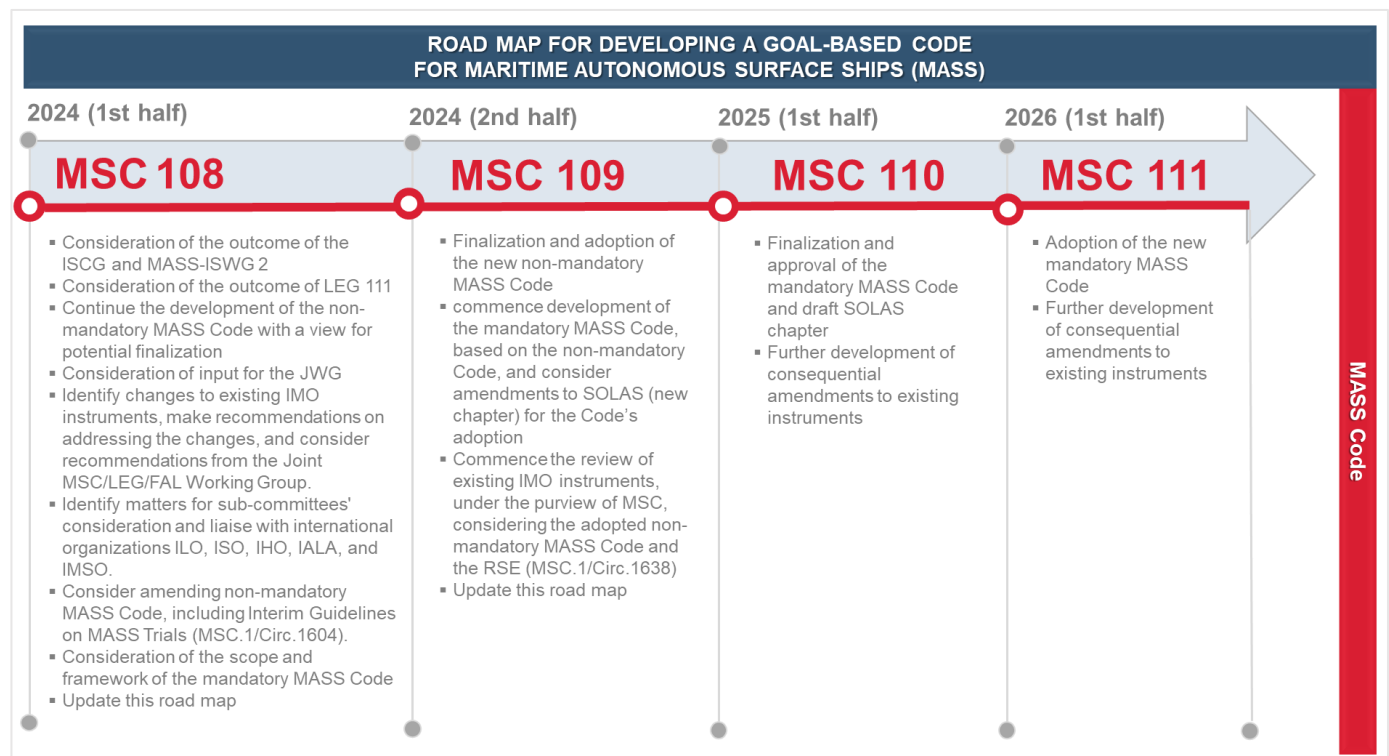 ROAD MAP FOR DEVELOPING A GOAL-BASED CODE
FOR MARITIME AUTONOMOUS SURFACE SHIPS (MASS)
2024 (1st half)
MSC 108
▪ Consideration of the outcome of the
ISCG and MASS-ISWG 2
▪ Consideration of the outcome of LEG 111
▪ Continue the development of the non-
mandatory MASS Code with a view for
potential finalization
▪ Consideration of input for the JWG
▪ Identify changes to existing IMO
instruments, make recommendations on
addressing the changes, and consider
recommendations from the Joint
MSC/LEG/FAL Working Group.
▪ Identify matters for sub-committees'
consideration and liaise with international
organizations ILO, ISO, IHO, IALA, and
IMSO.
▪ Consider amending non-mandatory
MASS Code, including Interim Guidelines
on MASS Trials (MSC.1/Circ.1604).
▪ Consideration of the scope and
framework of the mandatory MASS Code
▪ Update this road map
2024 (2nd half)
MSC 109
▪ Finalization and adoption of
the new non-mandatory
MASS Code
▪ commence development of
the mandatory MASS Code,
based on the non-mandatory
Code, and consider
amendments to SOLAS (new
chapter) for the Code's
adoption
▪ Commence the review of
existing IMO instruments,
under the purview of MSC,
considering the adopted non-
mandatory MASS Code and
the RSE (MSC.1/Circ.1638)
▪ Update this road map
2025 (1st half)
MSC 110
▪ Finalization and
approval of the
mandatory MASS Code
and draft SOLAS
chapter
▪ Further development of
consequential
amendments to existing
instruments
2026 (1st half)
MSC 111
▪ Adoption of the new
mandatory MASS
Code
▪ Further development
of consequential
amendments to
existing instruments
MASS Code